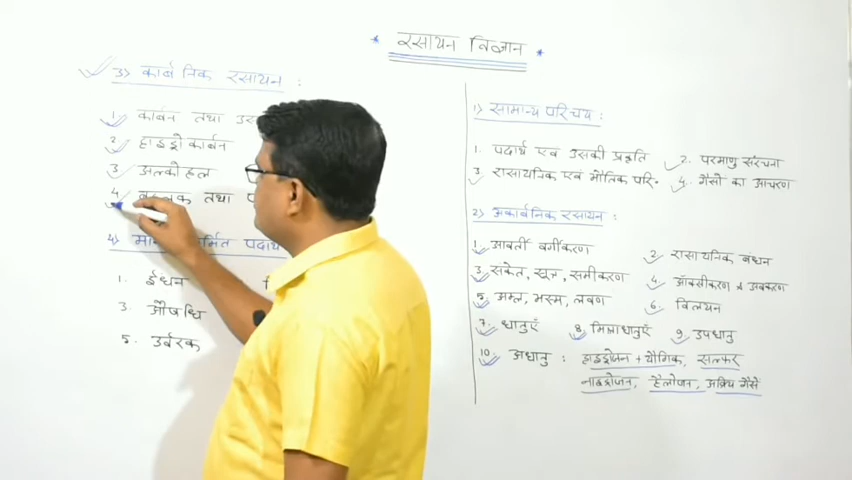 * रसायन विज्ञान *
3> कार्बनिक रसायन :
1. कार्बन तथा
2. हाइड्रोकार्बन
3. अल्कोहल
4. तथा
4> पदार्थ
1. ईंधन
3. औषधि
5. उर्वरक
1> सामान्य परिचय :
1. पदार्थ एवं उसकी प्रकृति 2. परमाणु संरचना
3. रासायनिक एवं भौतिक परि. 4. गैसों का आचरण
2> अकार्बनिक रसायन :
1. आवर्ती वर्गीकरण 2. रासायनिक बंधन
3. संकेत, सूत्र, समीकरण 4. ऑक्सीकरण & अवकरण
5. अम्ल, भस्म, लवण 6. विलयन
7. धातुएँ 8. मिश्रधातुएँ 9. उपधातु
10. अधातु : हाइड्रोजन + यौगिक, सल्फर
नाइट्रोजन, हैलोजन, अक्रिय गैसें